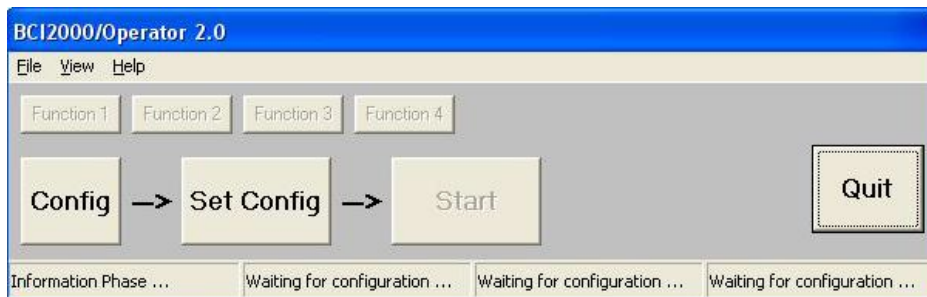 BCI2000/Operator 2.0
File View Help
Function 1 Function 2 Function 3 Function 4
Config —> Set Config —> Start Quit
Information Phase ... Waiting for configuration ... Waiting for configuration ... Waiting for configuration ...